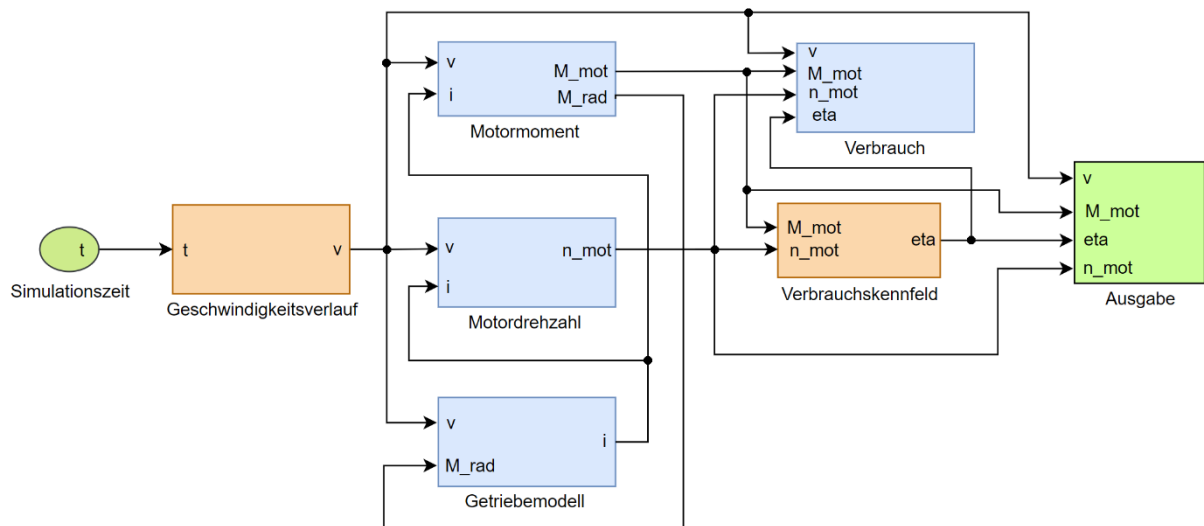 v
i
M_mot
M_rad
Motormoment
v
M_mot
n_mot
eta
Verbrauch
t
Simulationszeit
t
v
Geschwindigkeitsverlauf
v
i
n_mot
Motordrehzahl
M_mot
n_mot
eta
Verbrauchskennfeld
v
M_mot
eta
n_mot
Ausgabe
v
M_rad
i
Getriebemodell